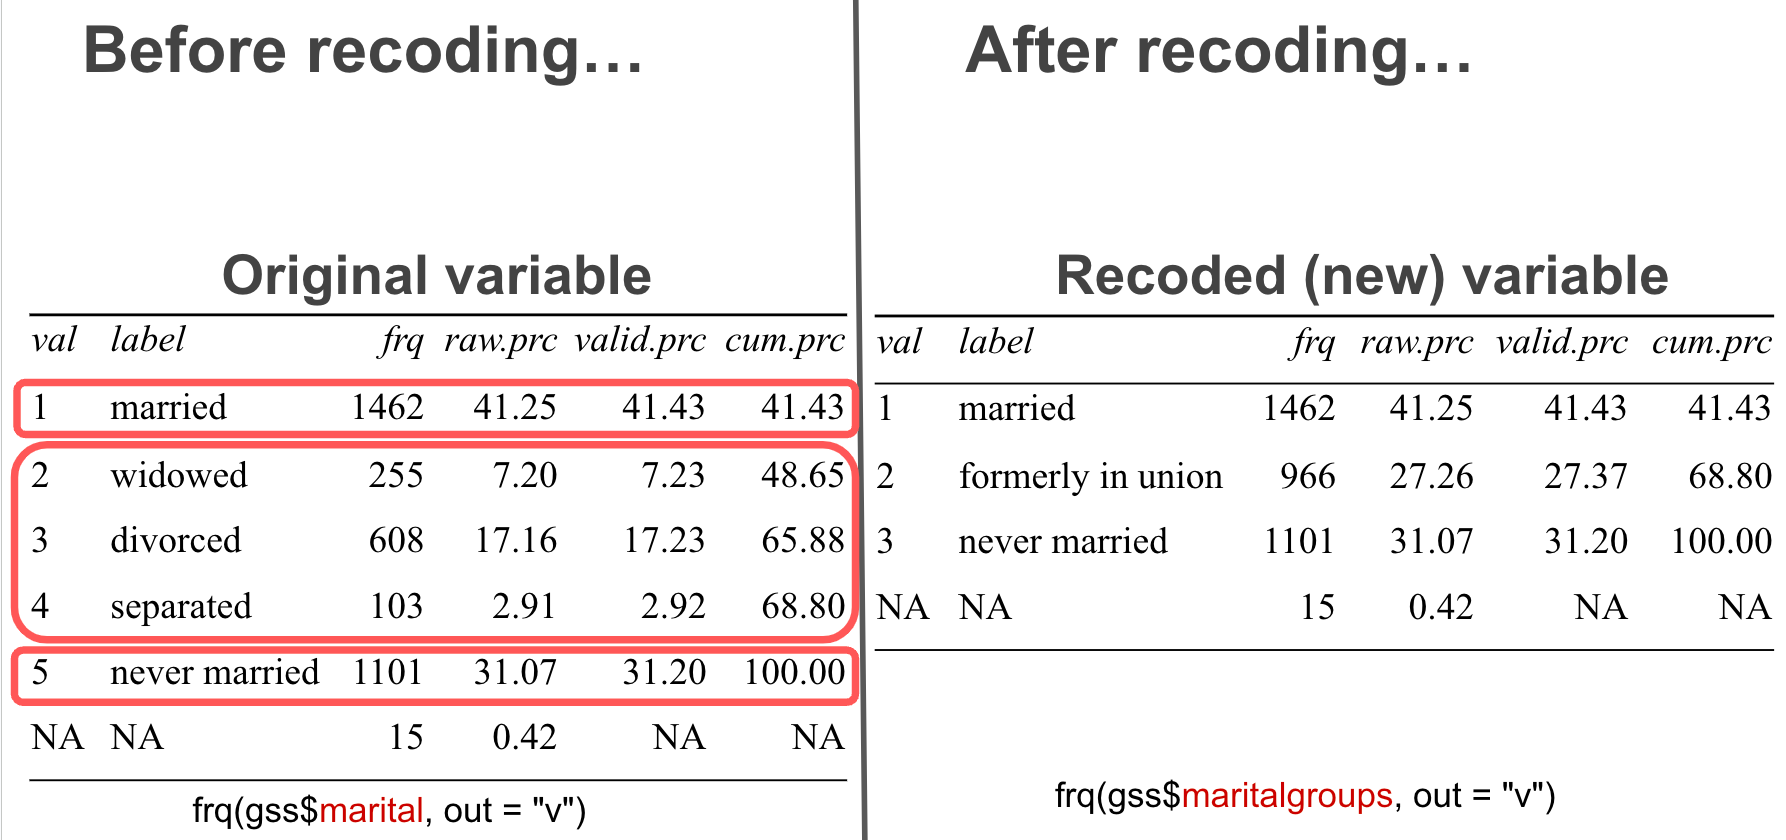 Before recoding…
Original variable
val label frq raw.prc valid.prc cum.prc
1 married 1462 41.25 41.43 41.43
2 widowed 255 7.20 7.23 48.65
3 divorced 608 17.16 17.23 65.88
4 separated 103 2.91 2.92 68.80
5 never married 1101 31.07 31.20 100.00
NA NA 15 0.42 NA NA
frq(gss$marital, out = "v")
After recoding…
Recoded (new) variable
val label frq raw.prc valid.prc cum.prc
1 married 1462 41.25 41.43 41.43
2 formerly in union 966 27.26 27.37 68.80
3 never married 1101 31.07 31.20 100.00
NA NA 15 0.42 NA NA
frq(gss$maritalgroups, out = "v")